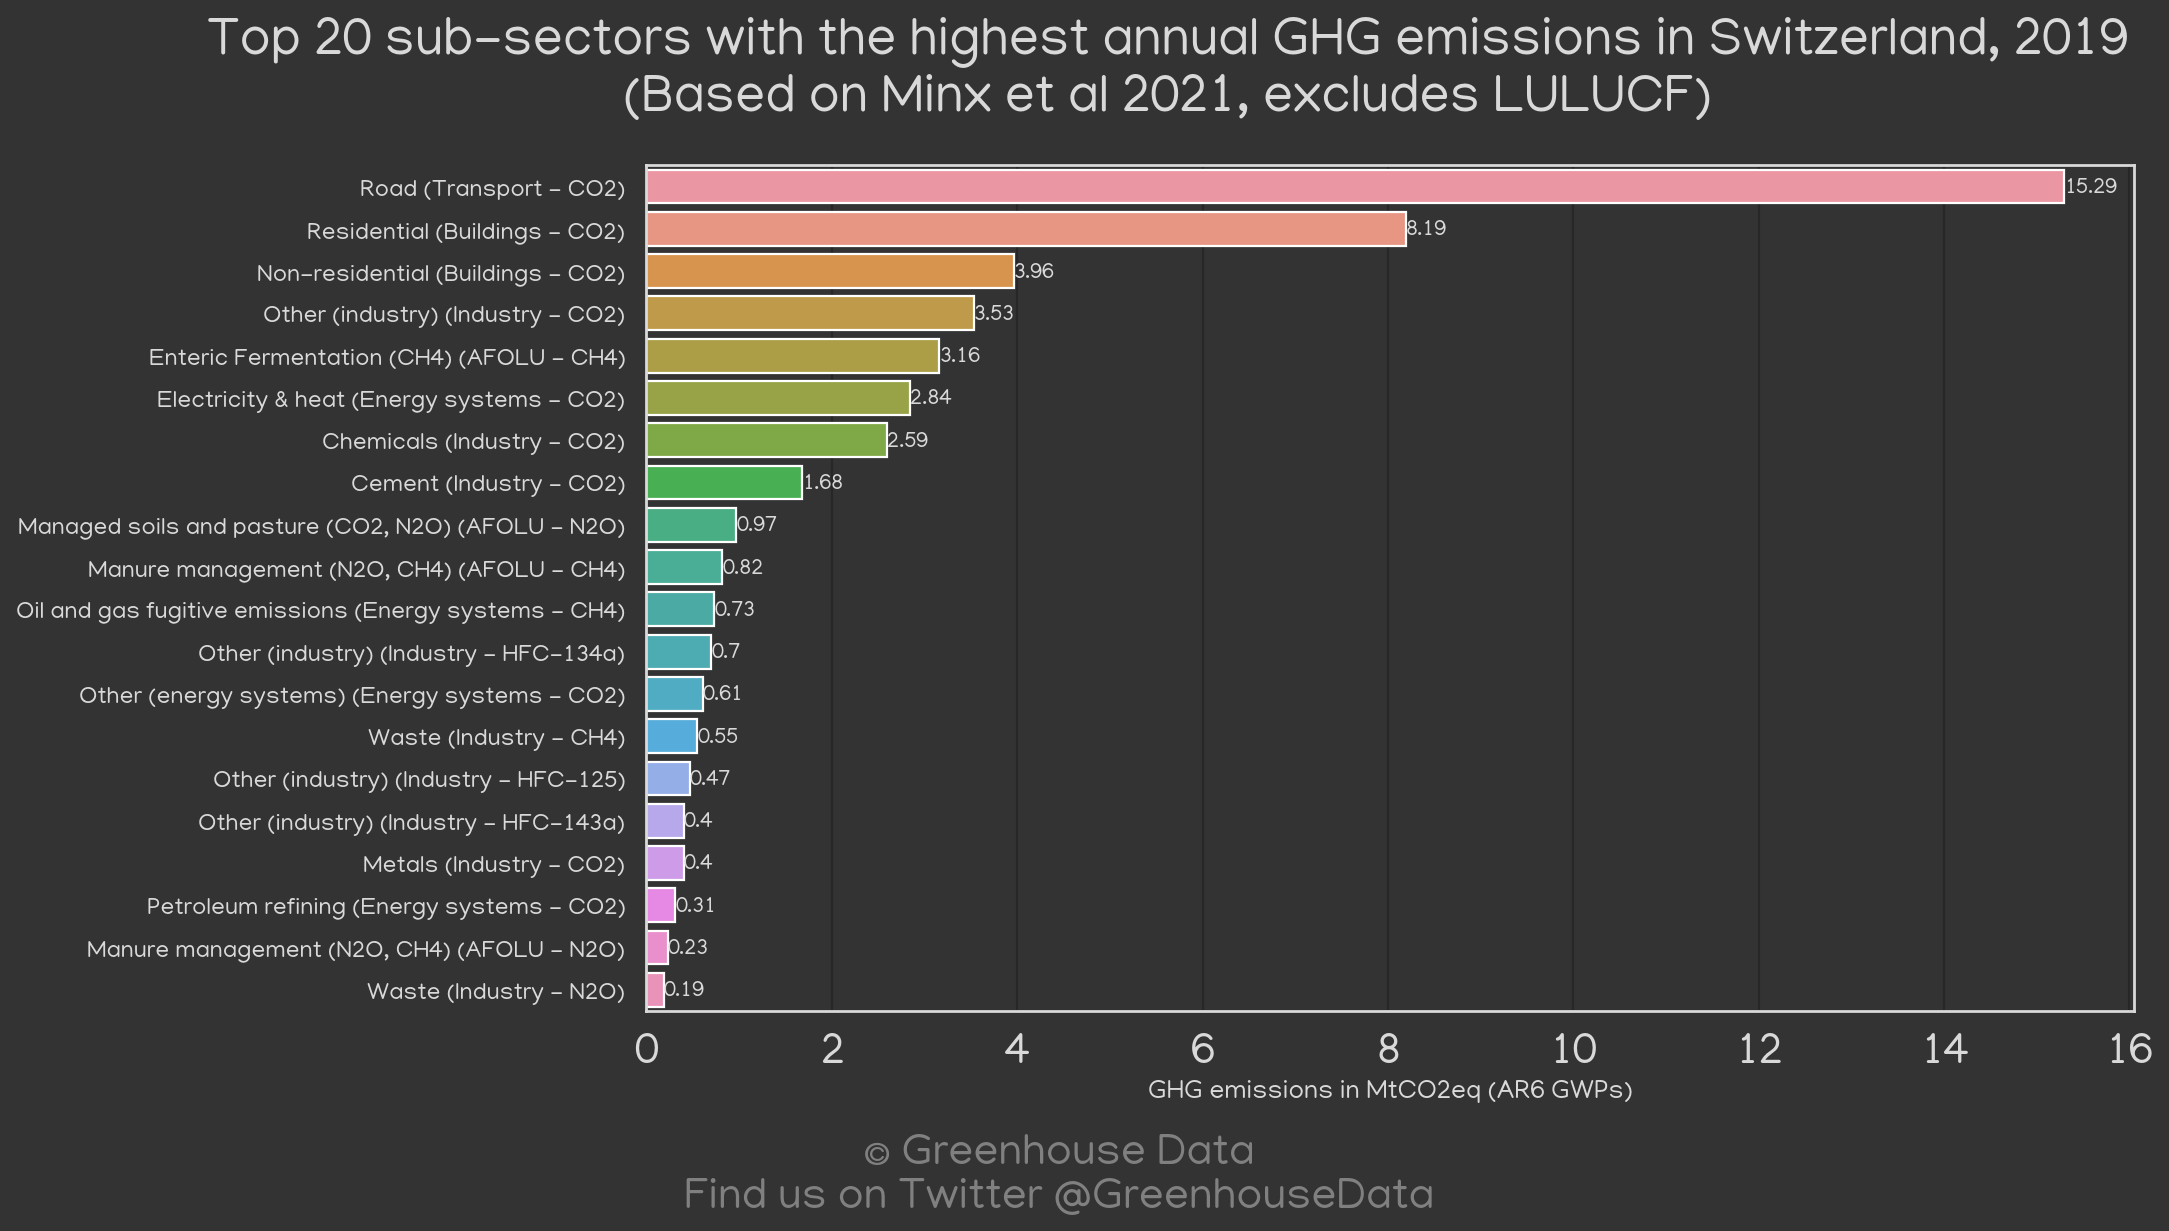 Top 20 sub-sectors with the highest annual GHG emissions in Switzerland, 2019
(Based on Minx et al 2021, excludes LULUCF)
Road (Transport - CO2) 15.29
Residential (Buildings - CO2) 8.19
Non-residential (Buildings - CO2) 3.96
Other (industry) (Industry - CO2) 3.53
Enteric Fermentation (CH4) (AFOLU - CH4) 3.16
Electricity & heat (Energy systems - CO2) 2.84
Chemicals (Industry - CO2) 2.59
Cement (Industry - CO2) 1.68
Managed soils and pasture (CO2, N2O) (AFOLU - N2O) 0.97
Manure management (N2O, CH4) (AFOLU - CH4) 0.82
Oil and gas fugitive emissions (Energy systems - CH4) 0.73
Other (industry) (Industry - HFC-134a) 0.7
Other (energy systems) (Energy systems - CO2) 0.61
Waste (Industry - CH4) 0.55
Other (industry) (Industry - HFC-125) 0.47
Other (industry) (Industry - HFC-143a) 0.4
Metals (Industry - CO2) 0.4
Petroleum refining (Energy systems - CO2) 0.31
Manure management (N2O, CH4) (AFOLU - N2O) 0.23
Waste (Industry - N2O) 0.19
0 2 4 6 8 10 12 14 16
GHG emissions in MtCO2eq (AR6 GWPs)
© Greenhouse Data
Find us on Twitter @GreenhouseData